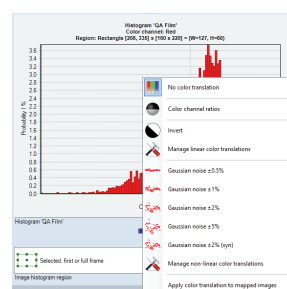 Histogram 'QA Film'
Color channel: Red
Region: Rectangle [208, 335] x [160 x 220] = (W=127, H=60)
Probability / %
3.6
3.4
3.2
3.0
2.8
2.6
2.4
2.2
2.0
1.8
1.6
1.4
1.2
1.0
0.8
0.6
0.4
0.2
0.0
C
No color translation
Color channel ratios
Invert
Manage linear color translations
Gaussian noise ±0.5%
Gaussian noise ±1%
Gaussian noise ±2%
Gaussian noise ±5%
Gaussian noise ±2% (syn)
Manage non-linear color translations
Apply color translation to mapped images
Histogram 'QA Film'
Selected, first or full frame
Image histogram region